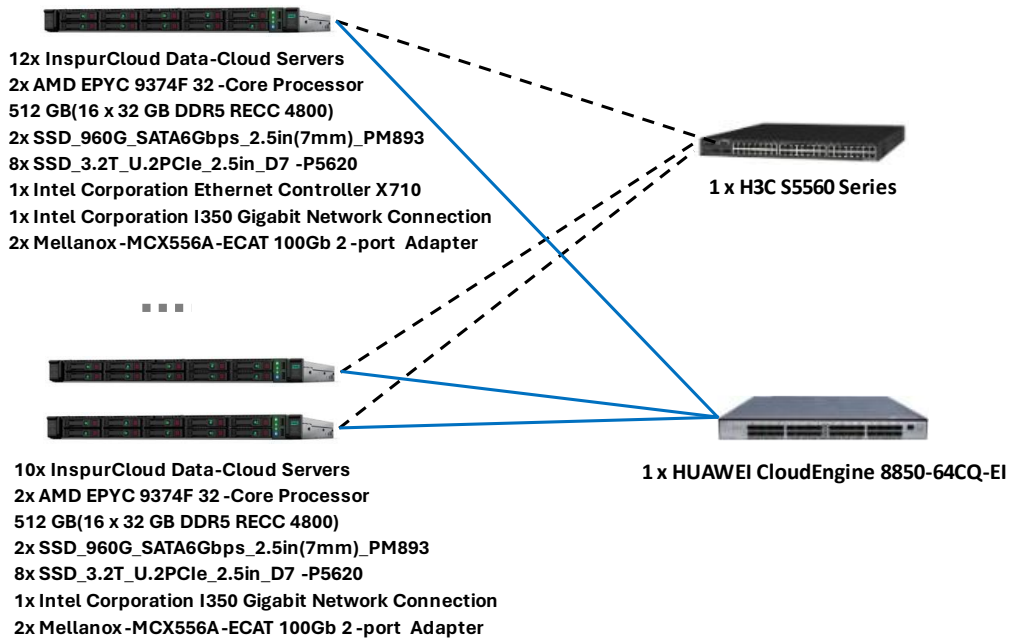 12x InspurCloud Data-Cloud Servers
2x AMD EPYC 9374F 32 -Core Processor
512 GB(16 x 32 GB DDR5 RECC 4800)
2x SSD_960G_SATA6Gbps_2.5in(7mm)_PM893
8x SSD_3.2T_U.2PCIe_2.5in_D7 -P5620
1x Intel Corporation Ethernet Controller X710
1x Intel Corporation I350 Gigabit Network Connection
2x Mellanox -MCX556A -ECAT 100Gb 2 -port Adapter
1 x H3C S5560 Series
1 x HUAWEI CloudEngine 8850-64CQ-EI
10x InspurCloud Data-Cloud Servers
2x AMD EPYC 9374F 32 -Core Processor
512 GB(16 x 32 GB DDR5 RECC 4800)
2x SSD_960G_SATA6Gbps_2.5in(7mm)_PM893
8x SSD_3.2T_U.2PCIe_2.5in_D7 -P5620
1x Intel Corporation I350 Gigabit Network Connection
2x Mellanox -MCX556A -ECAT 100Gb 2 -port Adapter